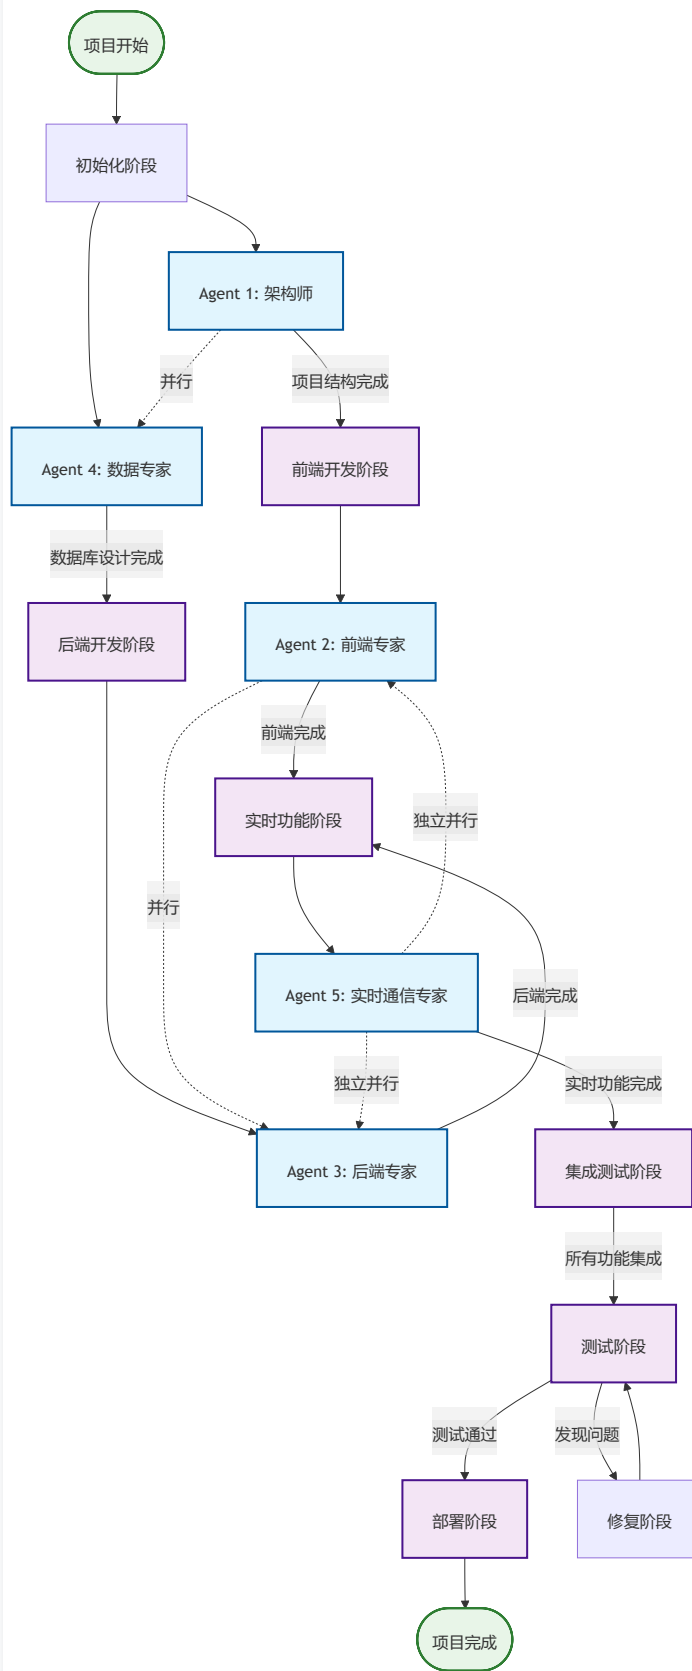 项目开始
初始化阶段
Agent 1: 架构师
并行
项目结构完成
Agent 4: 数据专家
前端开发阶段
数据库设计完成
后端开发阶段
Agent 2: 前端专家
前端完成
实时功能阶段
独立并行
并行
Agent 5: 实时通信专家
后端完成
独立并行
实时功能完成
Agent 3: 后端专家
集成测试阶段
所有功能集成
测试阶段
测试通过
发现问题
部署阶段
修复阶段
项目完成